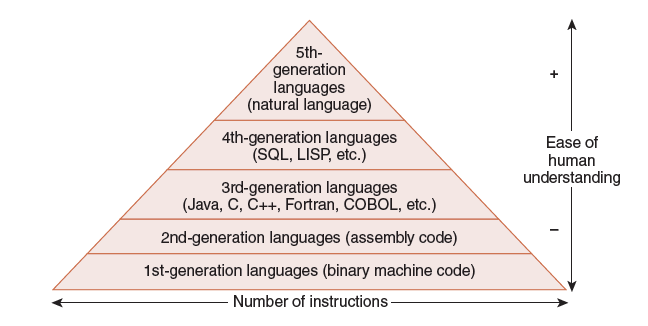 5th-
generation
languages
(natural language)
4th-generation languages
(SQL, LISP, etc.)
3rd-generation languages
(Java, C, C++, Fortran, COBOL, etc.)
2nd-generation languages (assembly code)
1st-generation languages (binary machine code)
Number of instructions
+
Ease of
human
understanding
–